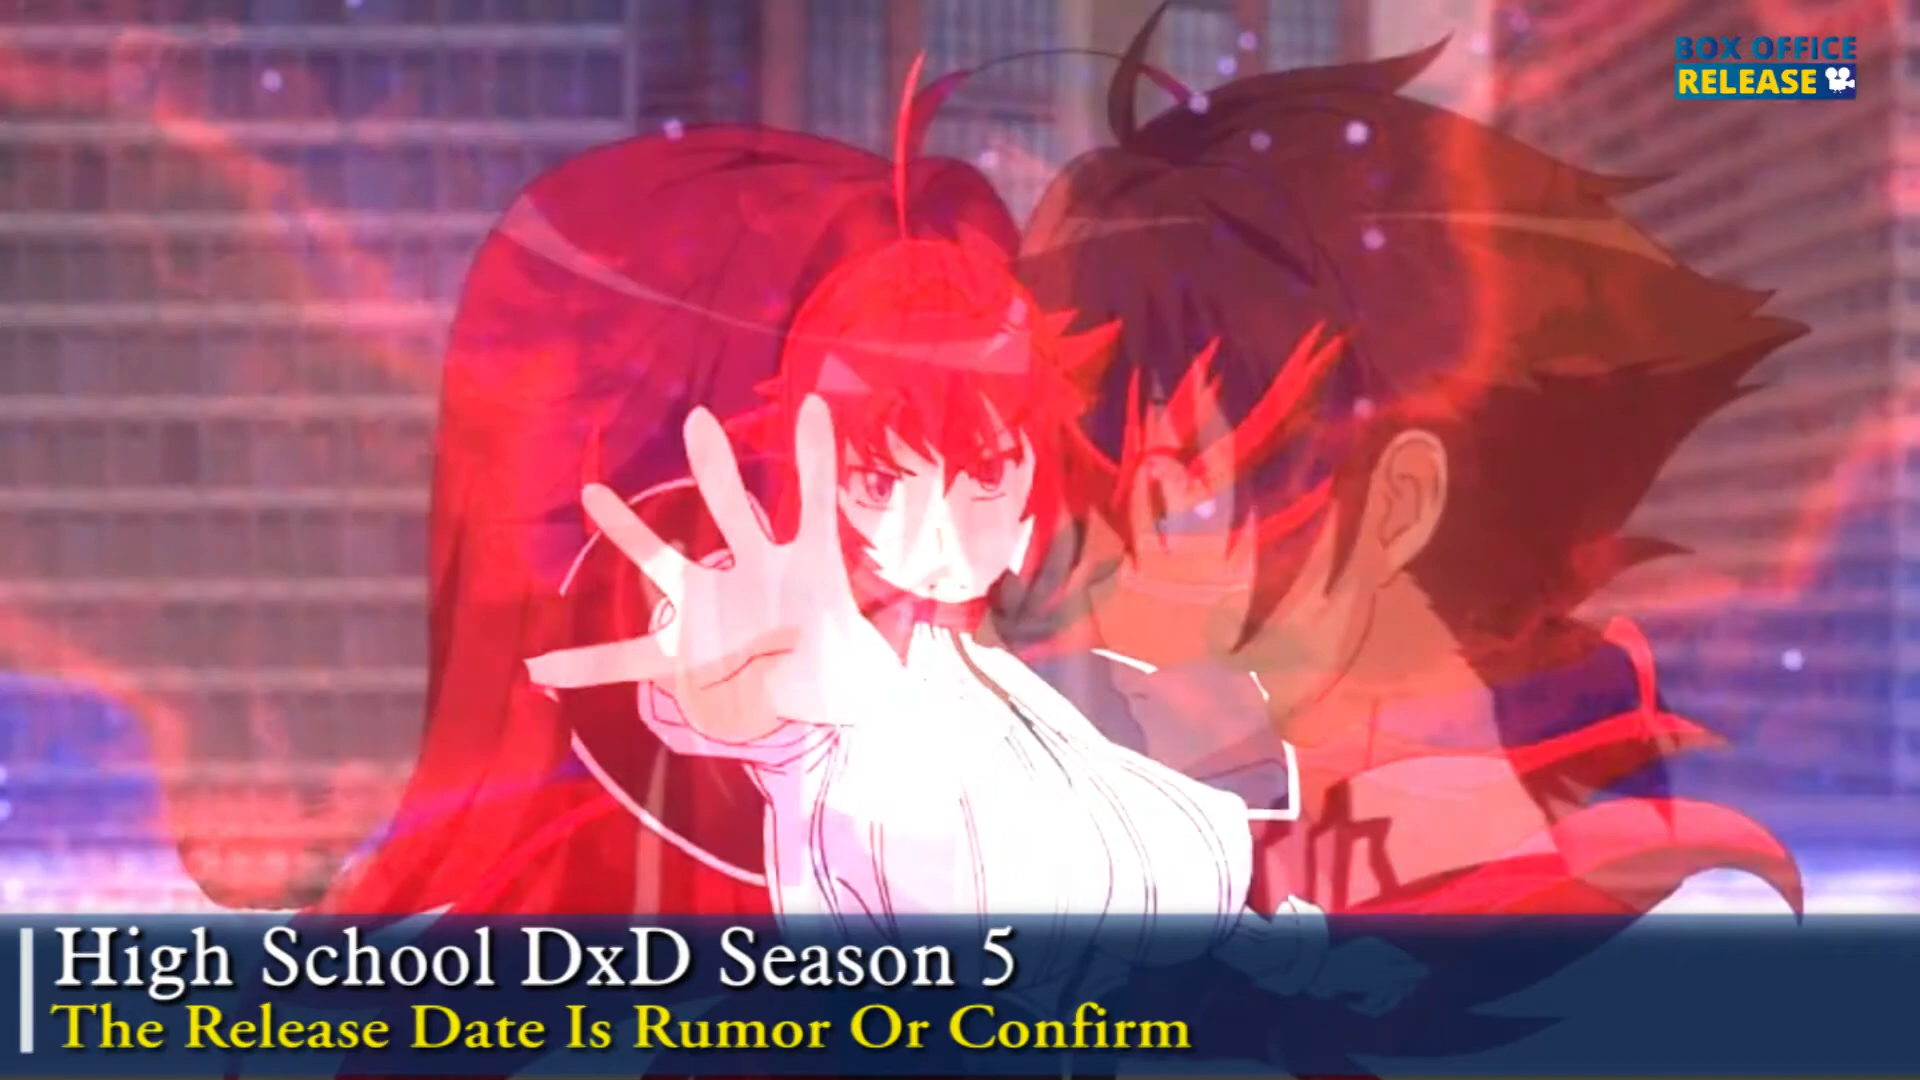 BOX OFFICE
RELEASE
High School DxD Season 5
The Release Date Is Rumor Or Confirm